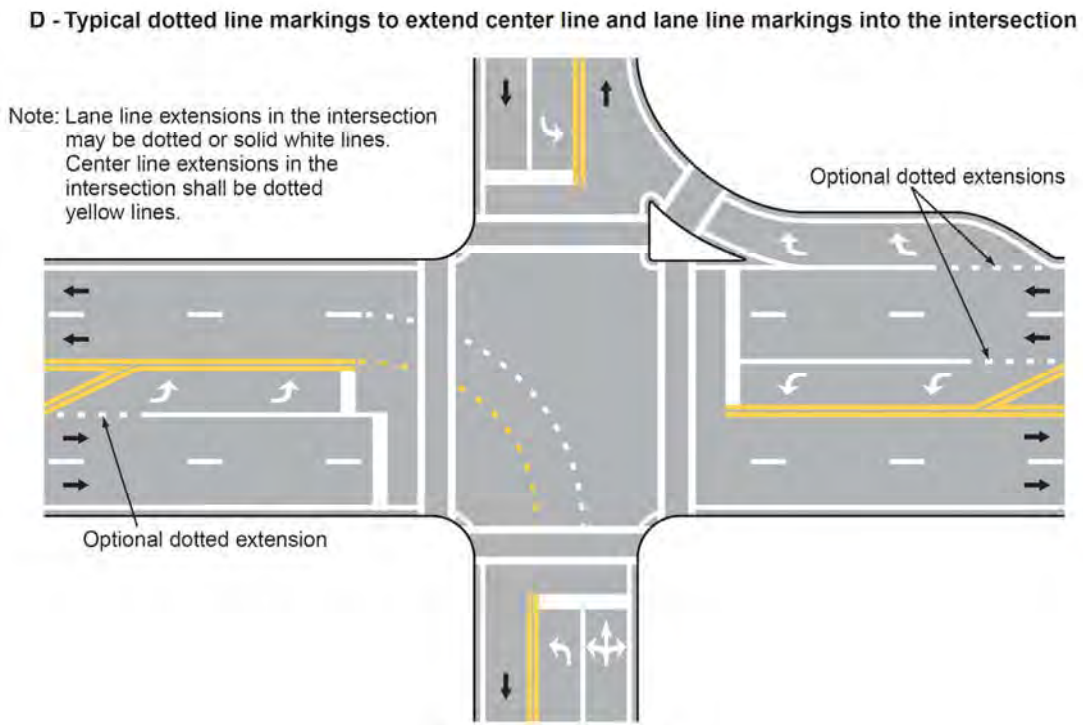 D - Typical dotted line markings to extend center line and lane line markings into the intersection
Note: Lane line extensions in the intersection
may be dotted or solid white lines.
Center line extensions in the
intersection shall be dotted
yellow lines.
Optional dotted extensions
Optional dotted extension